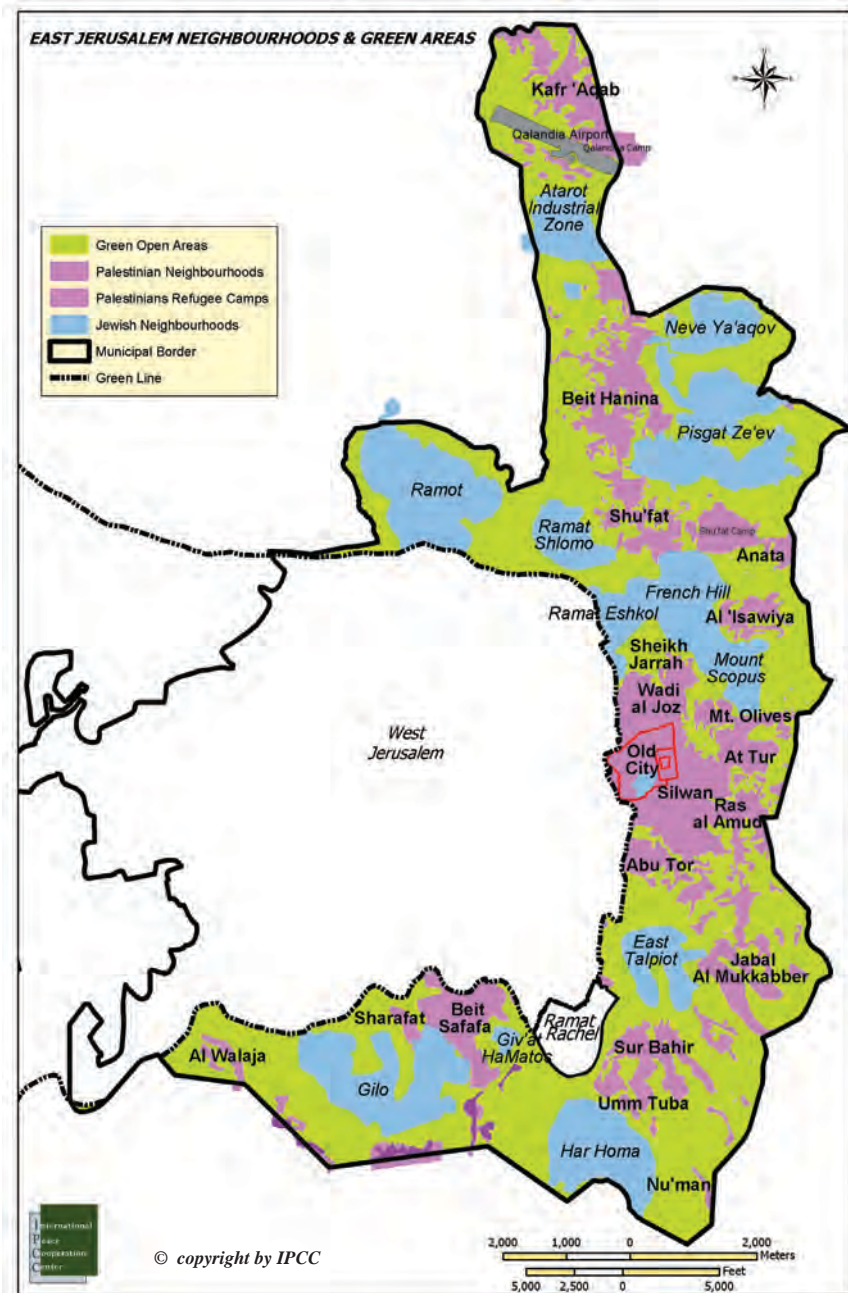 EAST JERUSALEM NEIGHBOURHOODS & GREEN AREAS
Kafr 'Aqab
Qalandia Airport
Qalandia Camp
Atarot
Industrial
Zone
Green Open Areas
Palestinian Neighbourhoods
Palestinians Refugee Camps
Jewish Neighbourhoods
Municipal Border
Green Line
Neve Ya'aqov
Beit Hanina
Pisgat Ze'ev
Ramot
Ramat
Shlomo
Shu'fat
Shu'fat Camp
Anata
French Hill
Ramat Eshkol
Al 'Isawiya
Sheikh
Jarrah
Mount
Scopus
Wadi
al Joz
Mt. Olives
West
Jerusalem
Old
City
At Tur
Silwan
Ras
al Amud
Abu Tor
East
Talpiot
Jabal
Al Mukkabber
Sharafat
Beit
Safafa
Ramat
Rachel
Giv'at
HaMatos
Al Walaja
Sur Bahir
Gilo
Umm Tuba
Har Homa
Nu'man
International
Peace
Cooperation
Center
© copyright by IPCC
2,000 1,000 0 2,000
Meters
Feet
5,000 2,500 0 5,000